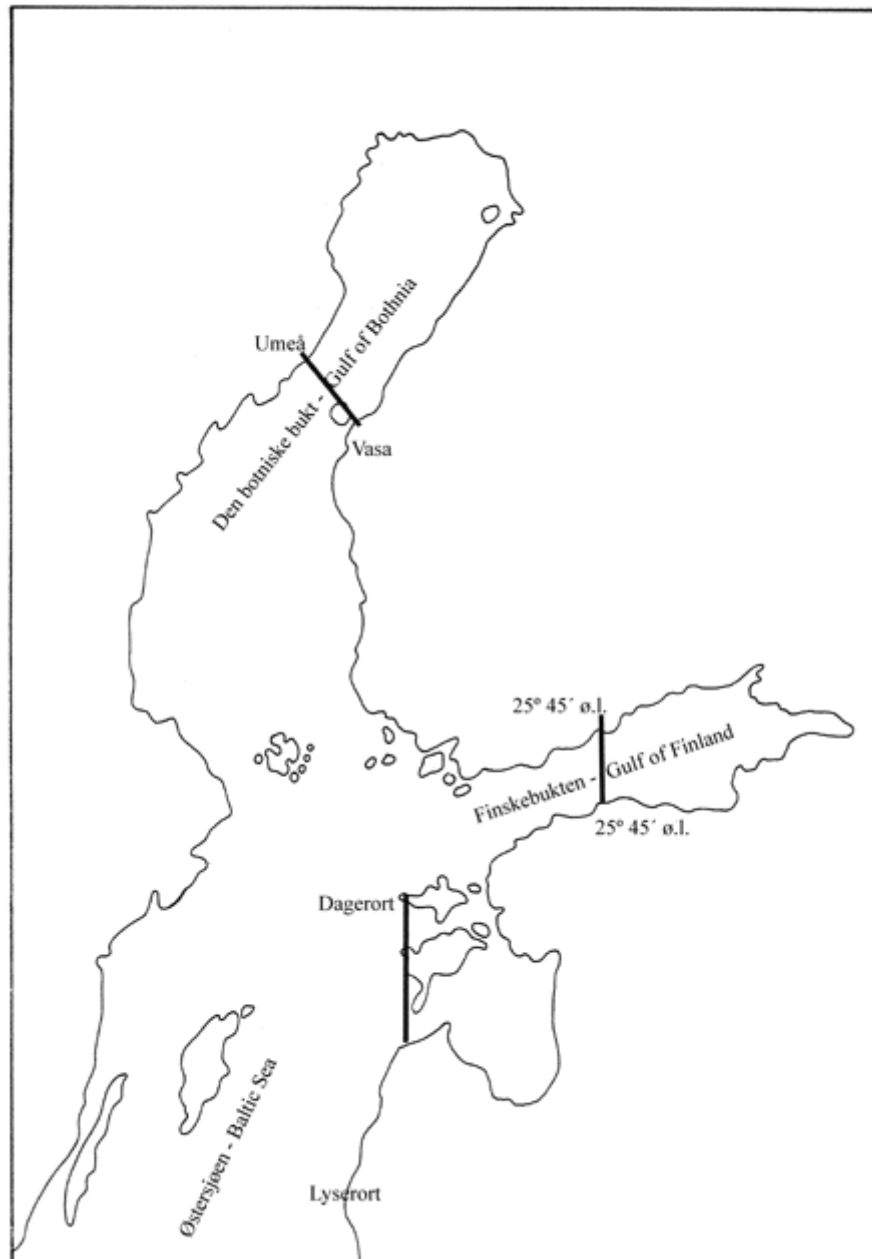 Umeå
Den botniske bukt - Gulf of Bothnia
Vasa
25º 45´ ø.l.
Finskebukten - Gulf of Finland
25º 45´ ø.l.
Dagerort
Østersjøen - Baltic Sea
Lyserort